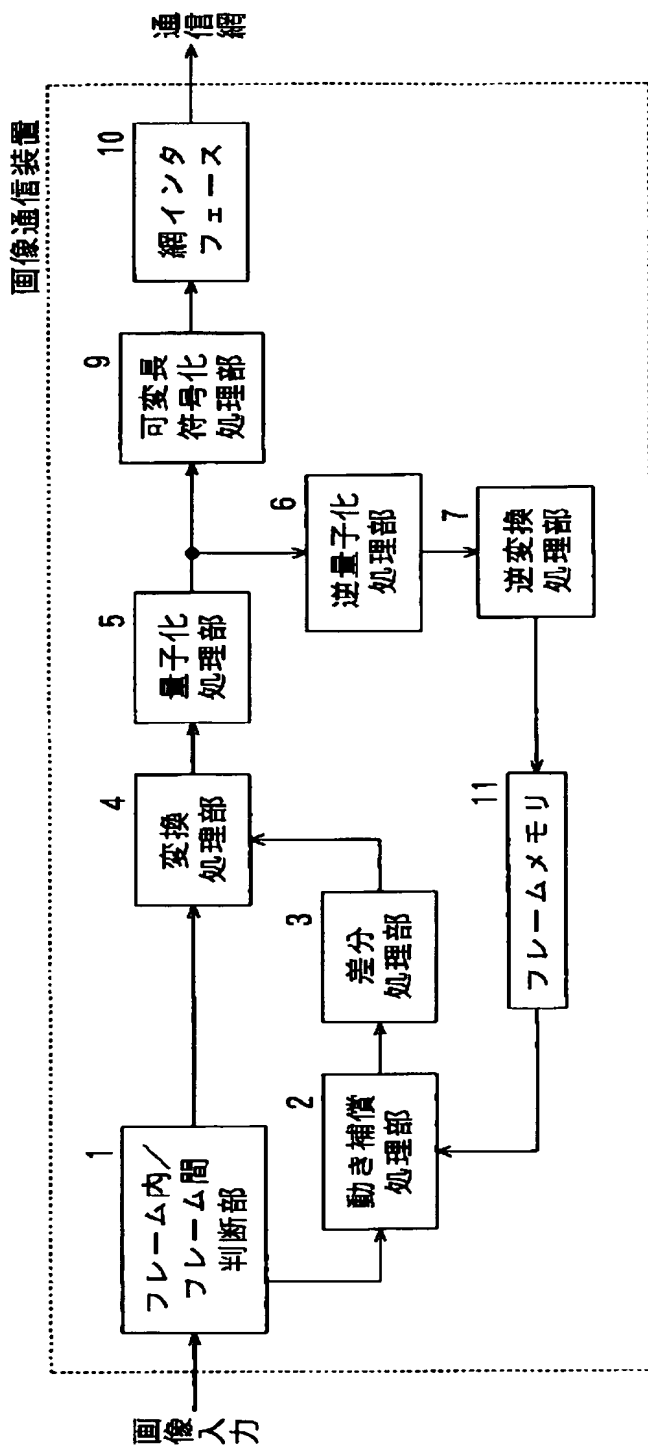 画像通信装置
画像
入力
1
フレーム内／
フレーム間
判断部
4
変換
処理部
5
量子化
処理部
9
可変長
符号化
処理部
10
網インタ
フェース
通信網
2
動き補償
処理部
3
差分
処理部
6
逆量子化
処理部
7
逆変換
処理部
11
フレームメモリ